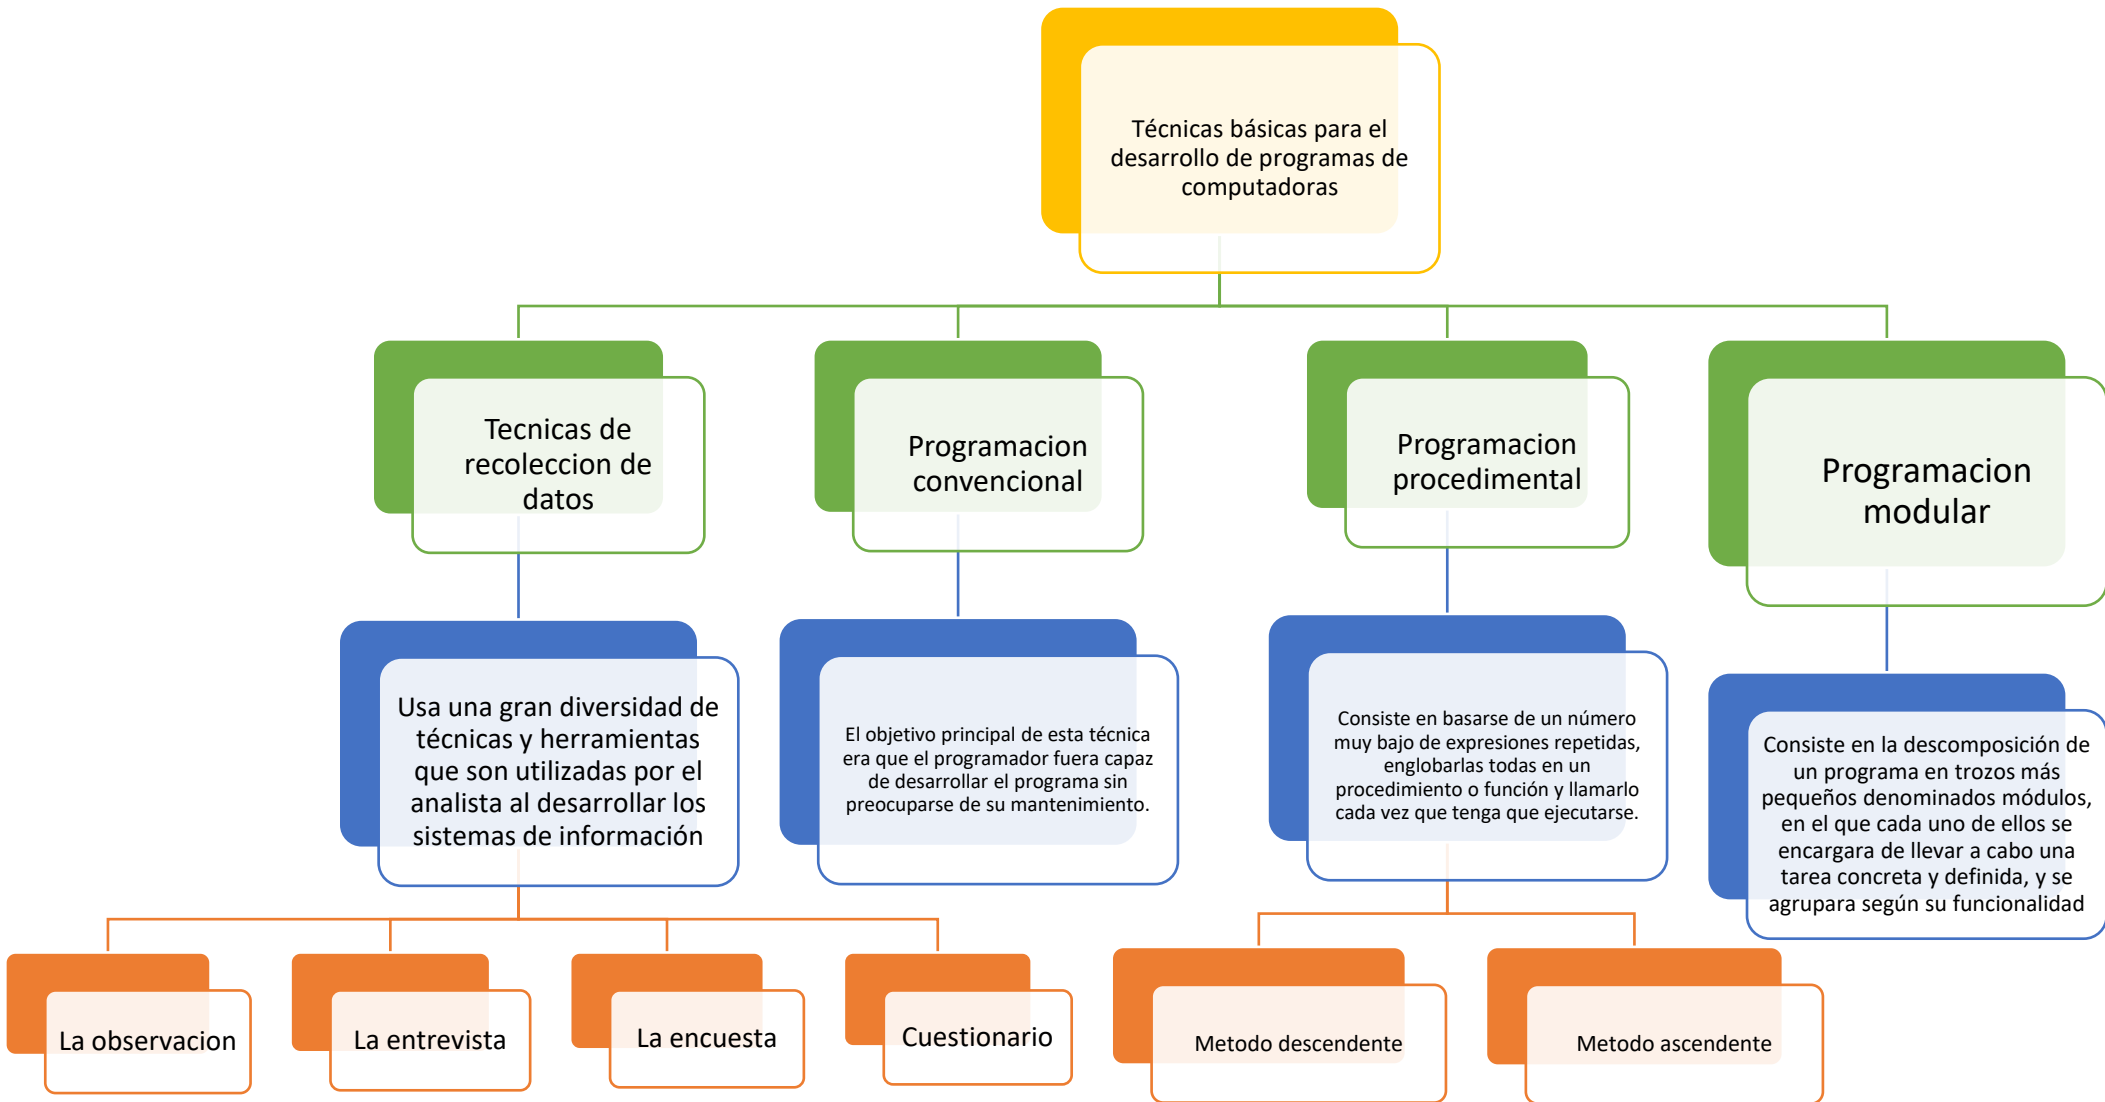 Técnicas básicas para el
desarrollo de programas de
computadoras
Tecnicas de
recoleccion de
datos
Programacion
convencional
Programacion
procedimental
Programacion
modular
Usa una gran diversidad de
técnicas y herramientas
que son utilizadas por el
analista al desarrollar los
sistemas de información
El objetivo principal de esta técnica
era que el programador fuera capaz
de desarrollar el programa sin
preocuparse de su mantenimiento.
Consiste en basarse de un número
muy bajo de expresiones repetidas,
englobarlas todas en un
procedimiento o función y llamarlo
cada vez que tenga que ejecutarse.
Consiste en la descomposición de
un programa en trozos más
pequeños denominados módulos,
en el que cada uno de ellos se
encargara de llevar a cabo una
tarea concreta y definida, y se
agrupara según su funcionalidad
La observacion
La entrevista
La encuesta
Cuestionario
Metodo descendente
Metodo ascendente